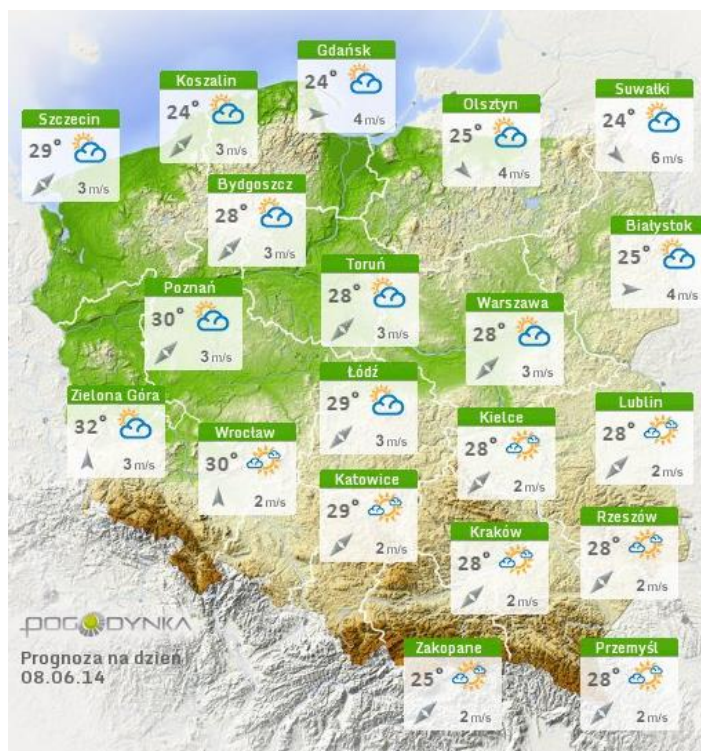 Gdańsk
24°
4 m/s
Koszalin
24°
3 m/s
Suwałki
24°
6 m/s
Olsztyn
25°
4 m/s
Szczecin
29°
3 m/s
Bydgoszcz
28°
3 m/s
Białystok
25°
4 m/s
Toruń
28°
3 m/s
Poznań
30°
3 m/s
Warszawa
28°
3 m/s
Łódź
29°
3 m/s
Zielona Góra
32°
3 m/s
Lublin
28°
2 m/s
Kielce
28°
2 m/s
Wrocław
30°
2 m/s
Katowice
29°
2 m/s
Rzeszów
28°
2 m/s
Kraków
28°
2 m/s
POGODYNKA
Prognoza na dzień
08.06.14
Zakopane
25°
2 m/s
Przemyśl
28°
2 m/s